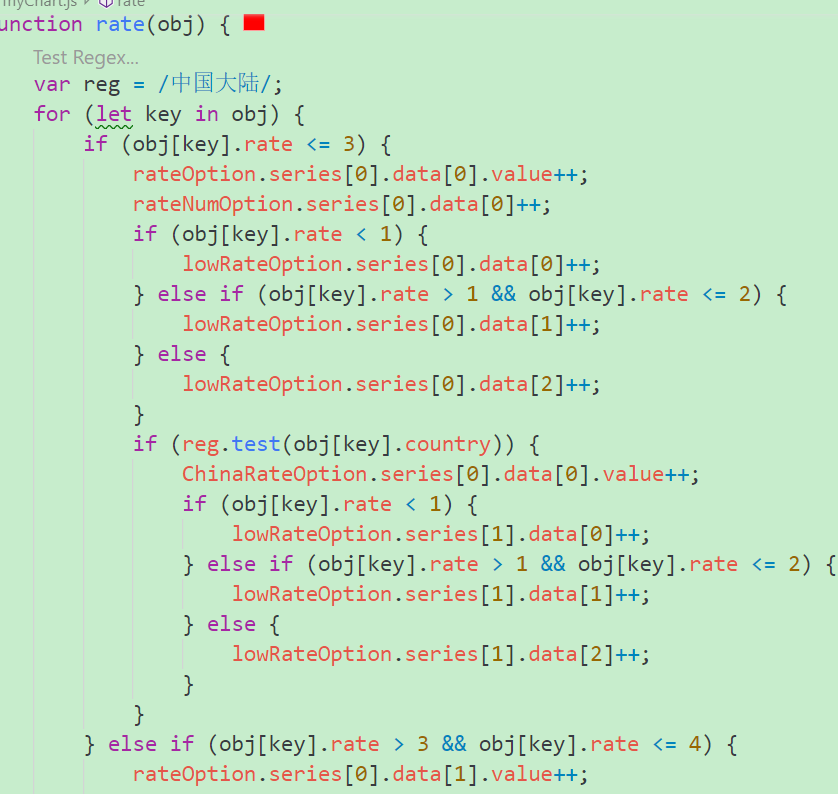 myChart.js rate
unction rate(obj) {
Test Regex...
var reg = /中国大陆/;
for (let key in obj) {
if (obj[key].rate <= 3) {
rateOption.series[0].data[0].value++;
rateNumOption.series[0].data[0]++;
if (obj[key].rate < 1) {
lowRateOption.series[0].data[0]++;
} else if (obj[key].rate > 1 && obj[key].rate <= 2) {
lowRateOption.series[0].data[1]++;
} else {
lowRateOption.series[0].data[2]++;
}
if (reg.test(obj[key].country)) {
ChinaRateOption.series[0].data[0].value++;
if (obj[key].rate < 1) {
lowRateOption.series[1].data[0]++;
} else if (obj[key].rate > 1 && obj[key].rate <= 2) {
lowRateOption.series[1].data[1]++;
} else {
lowRateOption.series[1].data[2]++;
}
}
} else if (obj[key].rate > 3 && obj[key].rate <= 4) {
rateOption.series[0].data[1].value++;